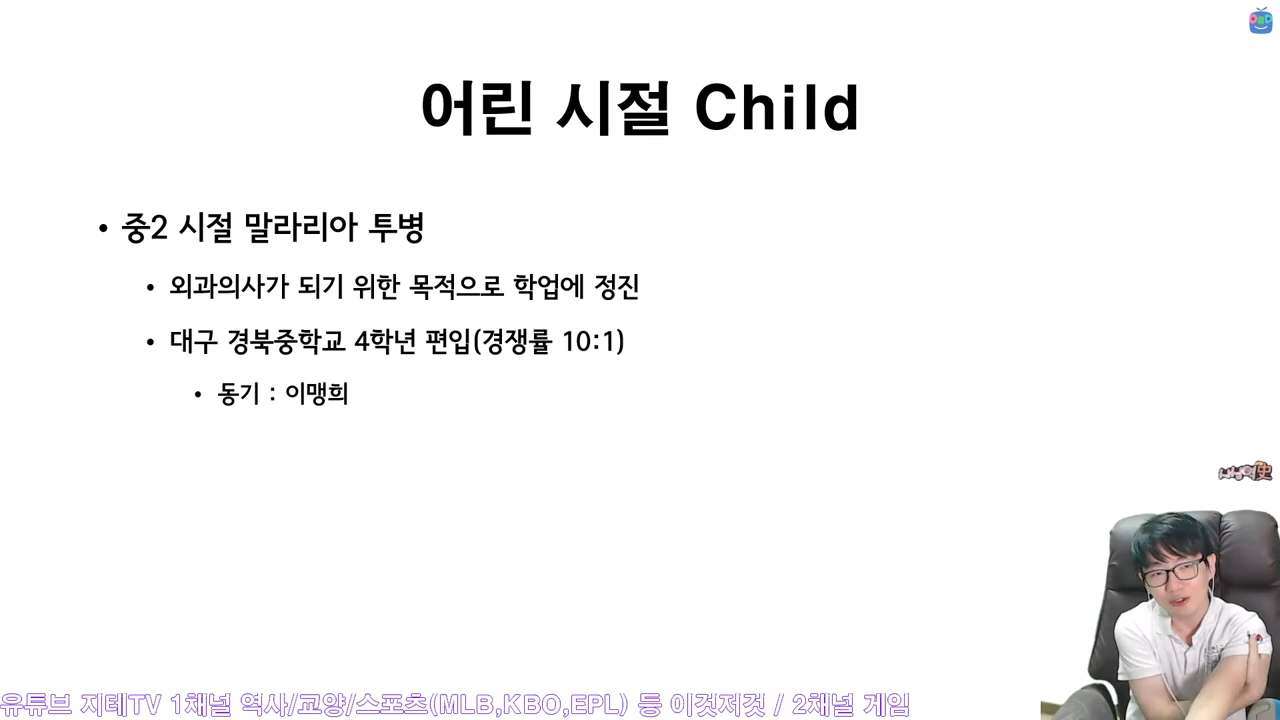 어린 시절 Child
• 중2 시절 말라리아 투병
• 외과의사가 되기 위한 목적으로 학업에 정진
• 대구 경북중학교 4학년 편입(경쟁률 10:1)
• 동기 : 이맹희
유튜브 지테TV 1채널 역사/교양/스포츠(MLB,KBO,EPL) 등 이것저것 / 2채널 게임